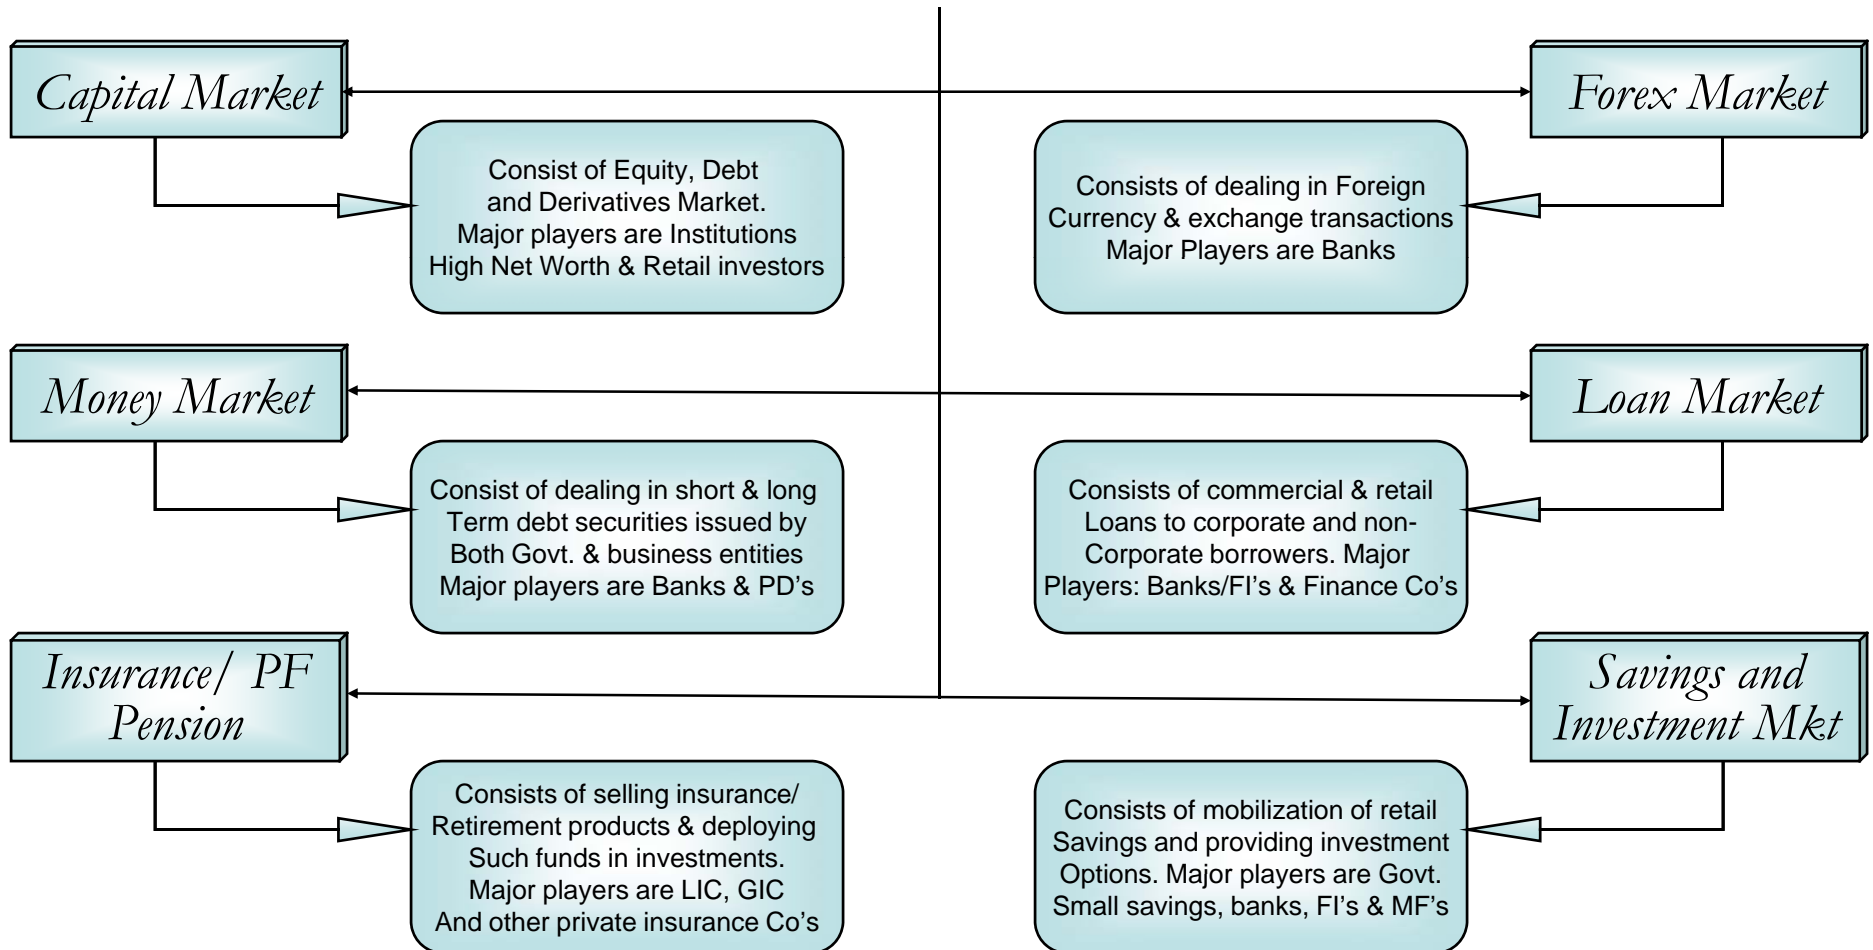 Capital Market
Forex Market
Consist of Equity, Debt
and Derivatives Market.
Major players are Institutions
High Net Worth & Retail investors
Consists of dealing in Foreign
Currency & exchange transactions
Major Players are Banks
Money Market
Loan Market
Consist of dealing in short & long
Term debt securities issued by
Both Govt. & business entities
Major players are Banks & PD’s
Consists of commercial & retail
Loans to corporate and non-
Corporate borrowers. Major
Players: Banks/FI’s & Finance Co’s
Insurance/ PF
Pension
Savings and
Investment Mkt
Consists of selling insurance/
Retirement products & deploying
Such funds in investments.
Major players are LIC, GIC
And other private insurance Co’s
Consists of mobilization of retail
Savings and providing investment
Options. Major players are Govt.
Small savings, banks, FI’s & MF’s